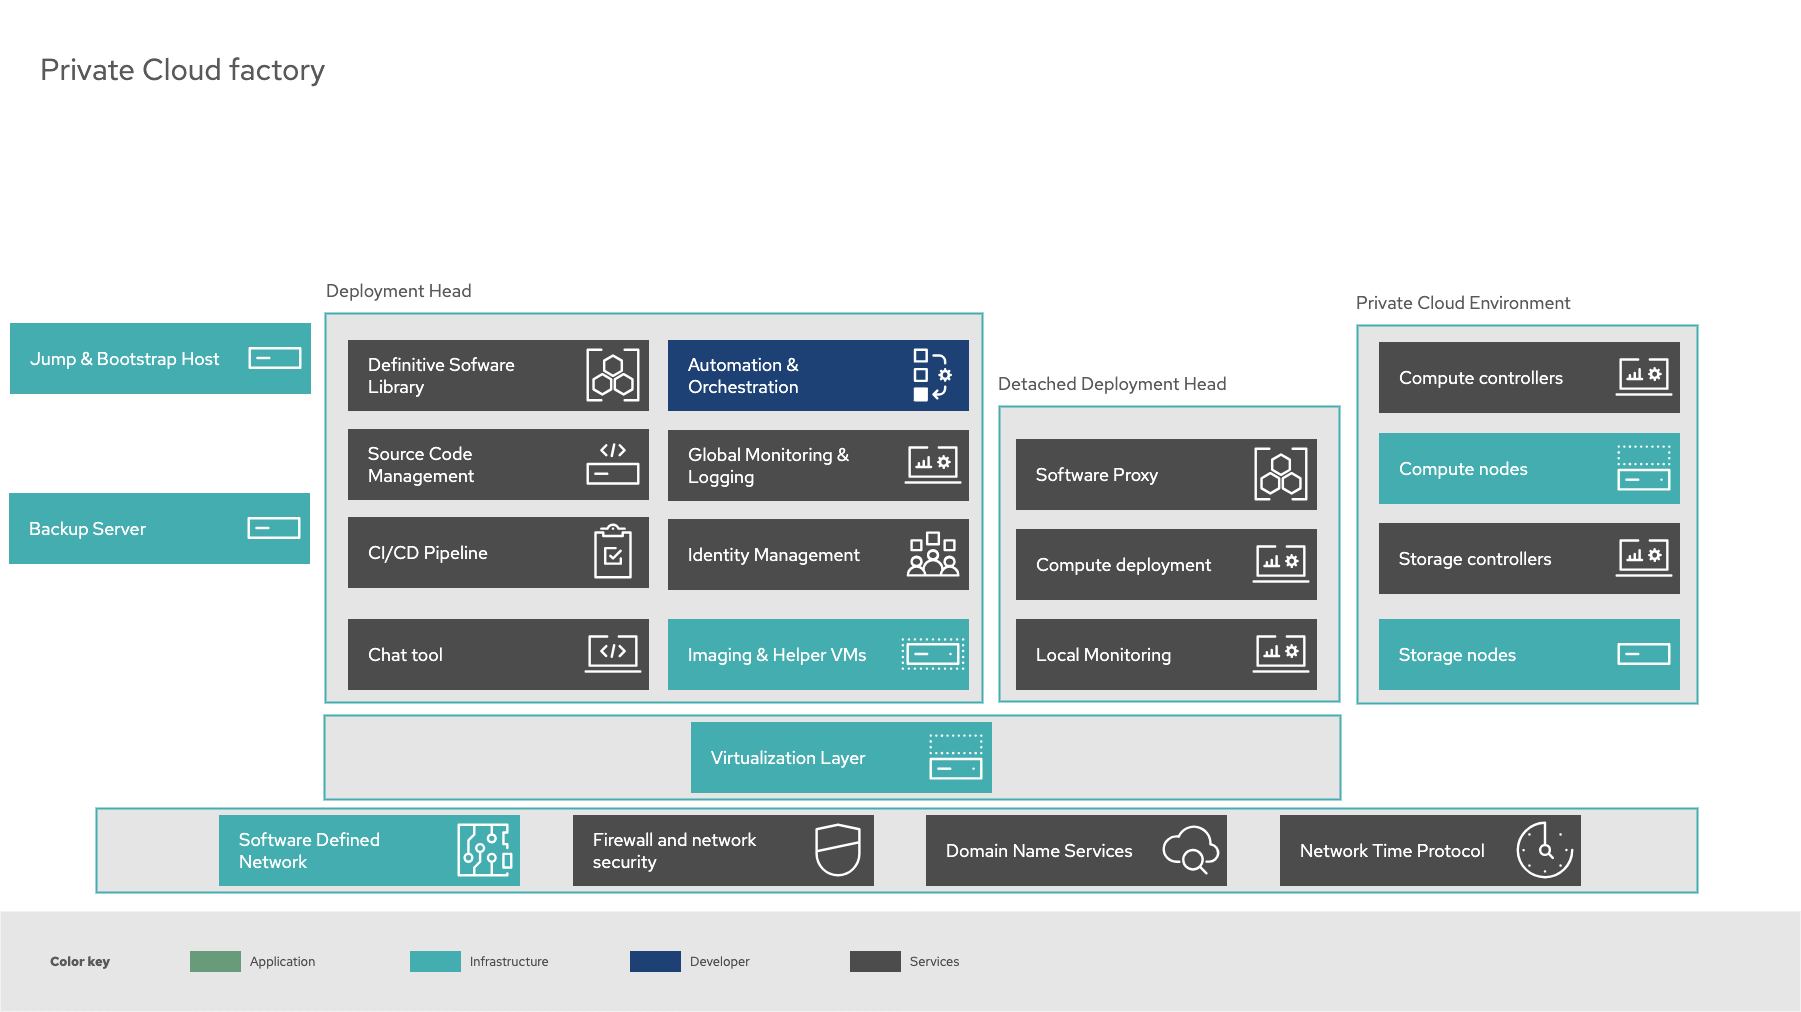 Private Cloud factory
Jump & Bootstrap Host
Backup Server
Deployment Head
Definitive Sofware
Library
Automation &
Orchestration
Source Code
Management
Global Monitoring &
Logging
CI/CD Pipeline
Identity Management
Chat tool
Imaging & Helper VMs
Detached Deployment Head
Software Proxy
Compute deployment
Local Monitoring
Private Cloud Environment
Compute controllers
Compute nodes
Storage controllers
Storage nodes
Virtualization Layer
Software Defined
Network
Firewall and network
security
Domain Name Services
Network Time Protocol
Color key
Application
Infrastructure
Developer
Services